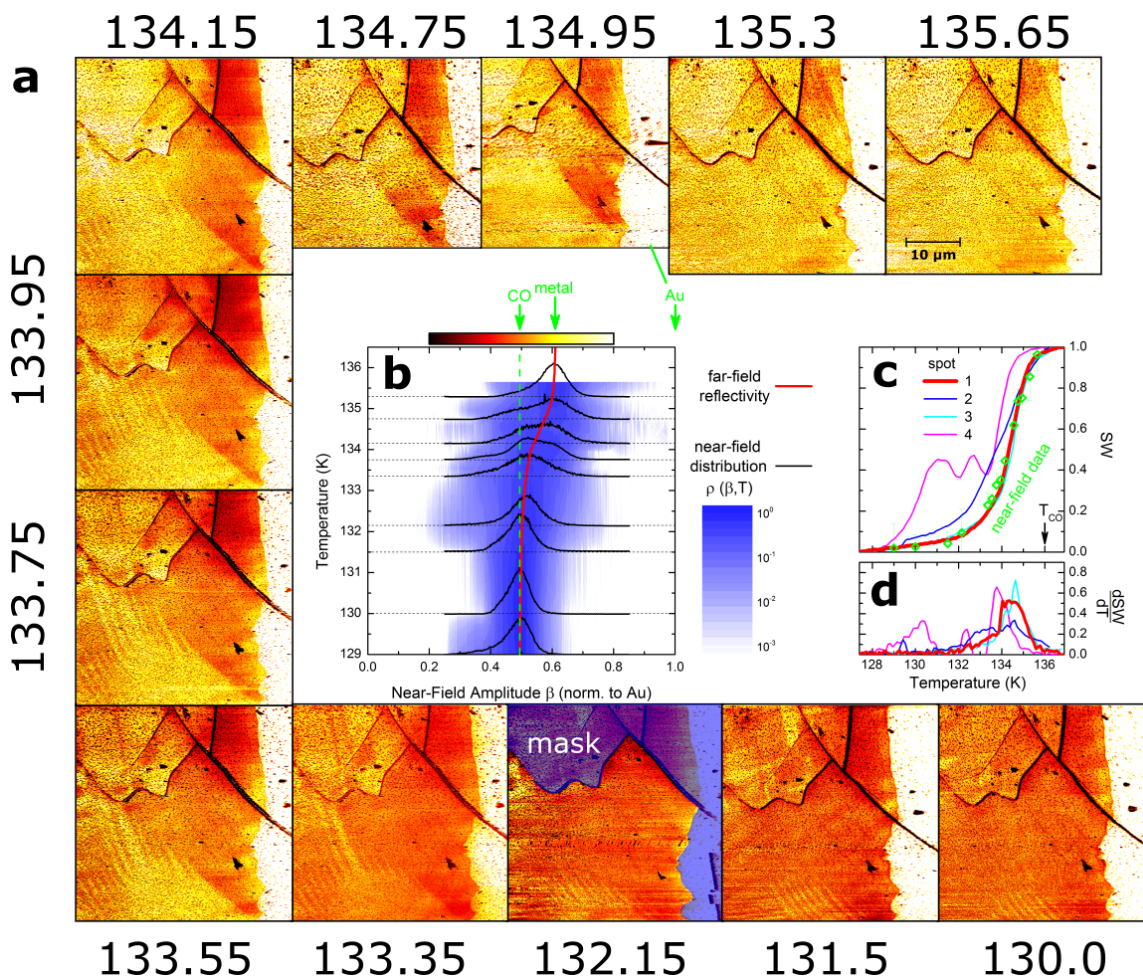 134.15 134.75 134.95 135.3 135.65
a
10 µm
133.95
133.75
CO metal Au
b
136
135
134
133
132
131
130
129
Temperature (K)
0.0 0.2 0.4 0.6 0.8 1.0
Near-Field Amplitude β (norm. to Au)
far-field
reflectivity
near-field
distribution
ρ (β,T)
10⁰
10⁻¹
10⁻²
10⁻³
c
spot
1
2
3
4
near-field data
T_CO
1.0
0.8
0.6
0.4
0.2
0.0
SW
d
0.8
0.6
0.4
0.2
0.0
dSW
dT
128 130 132 134 136
Temperature (K)
mask
133.55 133.35 132.15 131.5 130.0